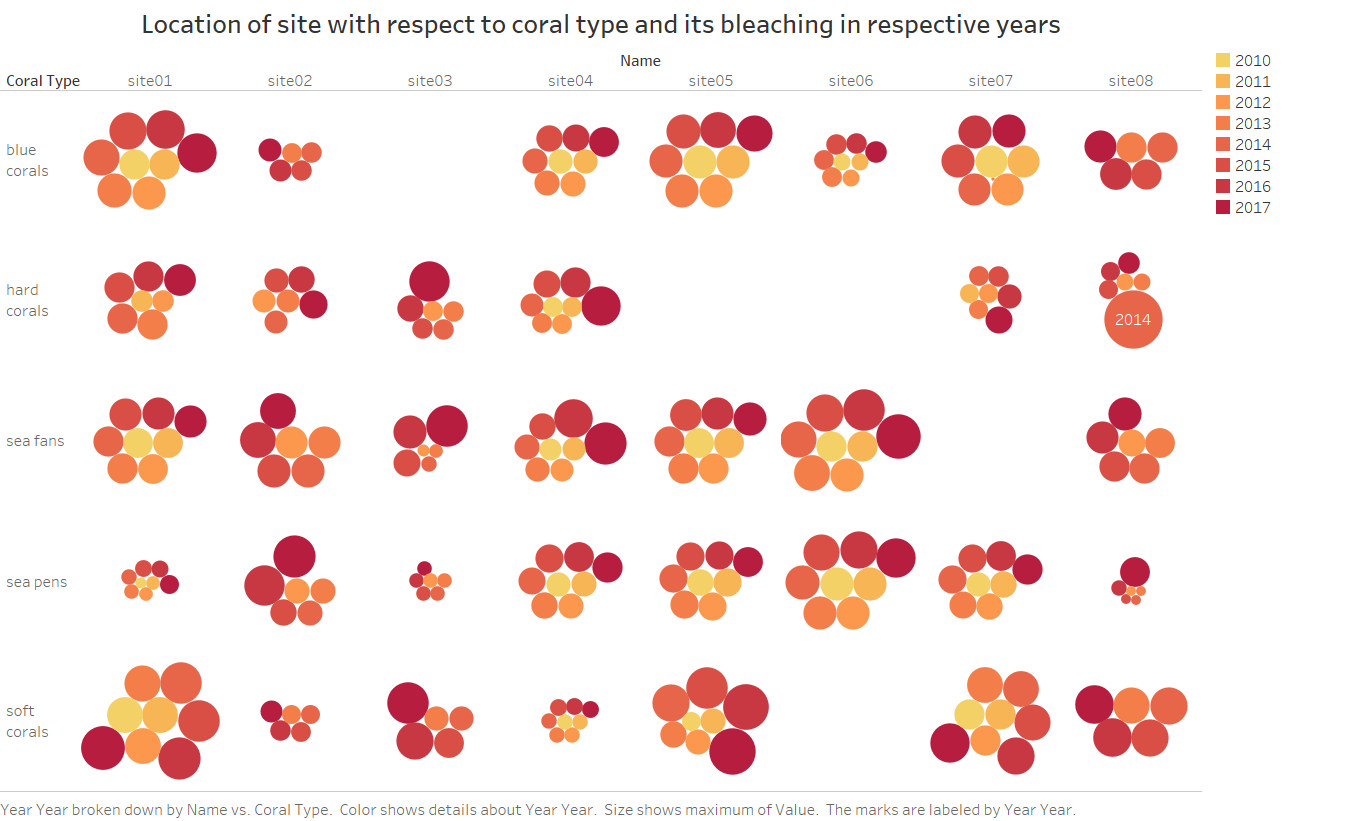 Location of site with respect to coral type and its bleaching in respective years
Name
Coral Type site01 site02 site03 site04 site05 site06 site07 site08
2010
2011
2012
2013
2014
2015
2016
2017
blue
corals
hard
corals
2014
sea fans
sea pens
soft
corals
Year Year broken down by Name vs. Coral Type. Color shows details about Year Year. Size shows maximum of Value. The marks are labeled by Year Year.